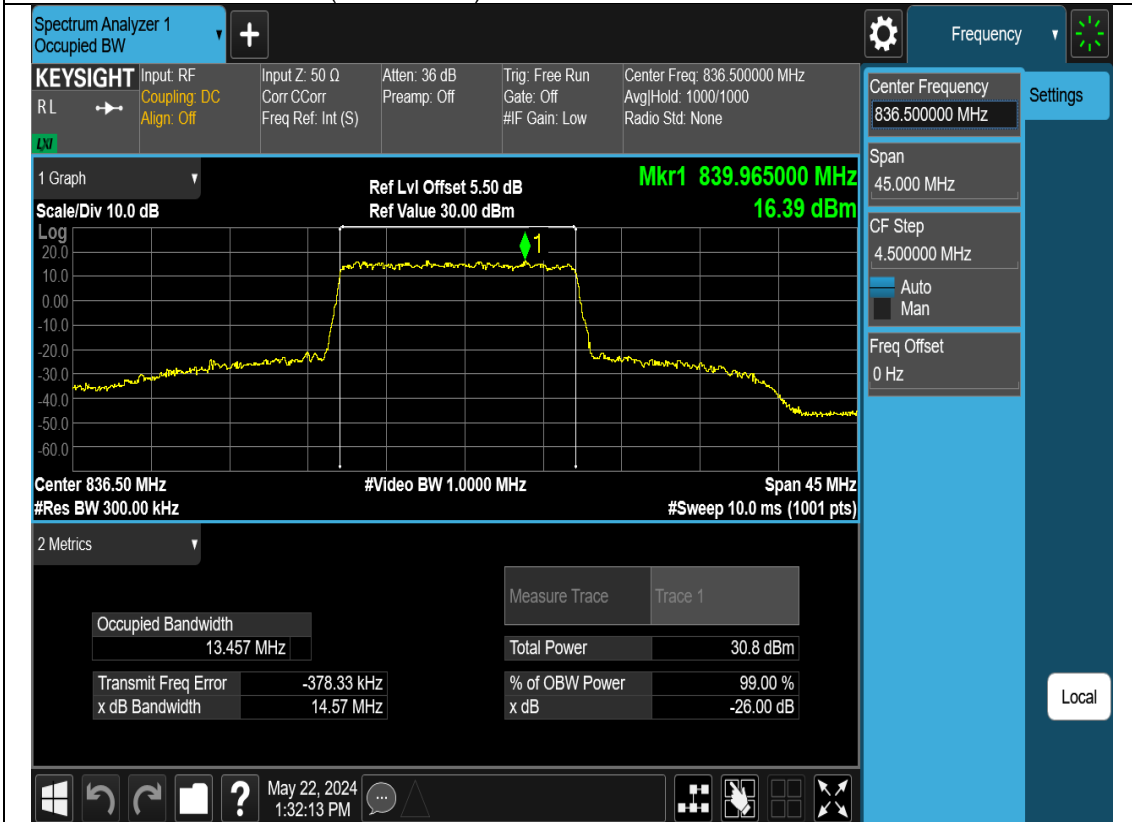 Spectrum Analyzer 1
Occupied BW
+
Frequency
KEYSIGHT
RL
LXI
Input: RF
Coupling: DC
Align: Off
Input Z: 50 Ω
Corr CCorr
Freq Ref: Int (S)
Atten: 36 dB
Preamp: Off
Trig: Free Run
Gate: Off
#IF Gain: Low
Center Freq: 836.500000 MHz
Avg|Hold: 1000/1000
Radio Std: None
Center Frequency
836.500000 MHz
Settings
Span
45.000 MHz
CF Step
4.500000 MHz
Auto
Man
Freq Offset
0 Hz
Local
1 Graph
Scale/Div 10.0 dB
Ref Lvl Offset 5.50 dB
Ref Value 30.00 dBm
Mkr1 839.965000 MHz
16.39 dBm
Log
1
20.0
10.0
0.00
-10.0
-20.0
-30.0
-40.0
-50.0
-60.0
Center 836.50 MHz
#Video BW 1.0000 MHz
Span 45 MHz
#Res BW 300.00 kHz
#Sweep 10.0 ms (1001 pts)
2 Metrics
Measure Trace Trace 1
Occupied Bandwidth
13.457 MHz
Total Power 30.8 dBm
Transmit Freq Error -378.33 kHz
% of OBW Power 99.00 %
x dB Bandwidth 14.57 MHz
x dB -26.00 dB
?
May 22, 2024
1:32:13 PM